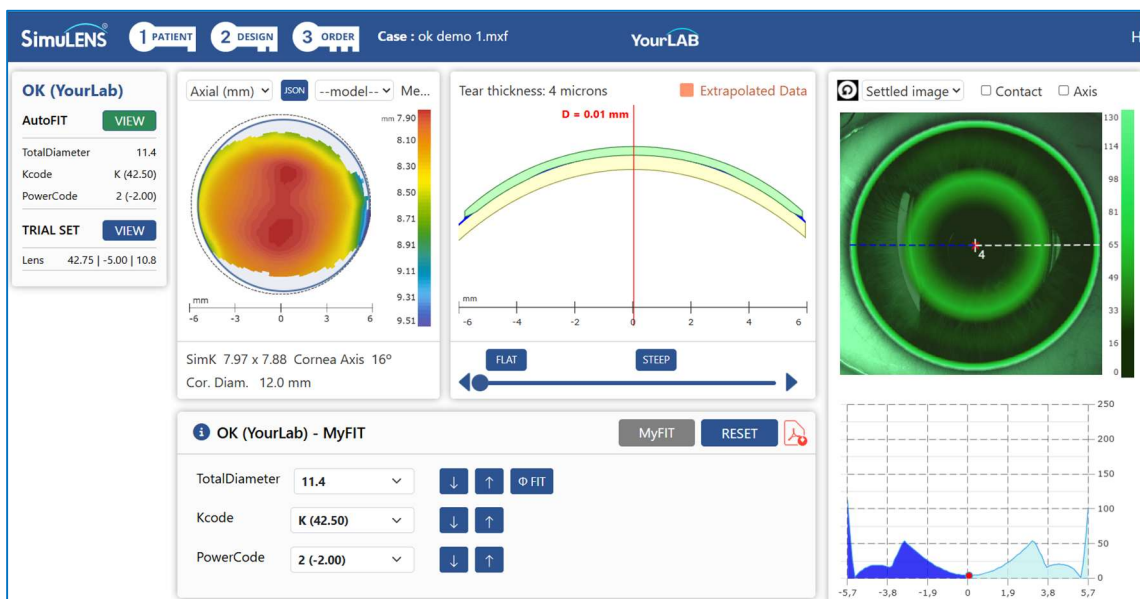 SimuLENS®
1 PATIENT
2 DESIGN
3 ORDER
Case : ok demo 1.mxf
YourLAB
H
OK (YourLab)
AutoFIT VIEW
TotalDiameter 11.4
Kcode K (42.50)
PowerCode 2 (-2.00)
TRIAL SET VIEW
Lens 42.75 | -5.00 | 10.8
Axial (mm) JSON --model-- Me...
mm 7.90
8.10
8.30
8.50
8.71
8.91
9.11
9.31
9.51
mm
-6 -3 0 3 6
SimK 7.97 x 7.88 Cornea Axis 16º
Cor. Diam. 12.0 mm
Tear thickness: 4 microns Extrapolated Data
D = 0.01 mm
mm
-6 -4 -2 0 2 4 6
FLAT STEEP
Settled image Contact Axis
130
114
98
81
65
49
33
16
0
4
i OK (YourLab) - MyFIT MyFIT RESET
TotalDiameter 11.4 ↓ ↑ Φ FIT
Kcode K (42.50) ↓ ↑
PowerCode 2 (-2.00) ↓ ↑
250
200
150
100
50
0
-5,7 -3,8 -1,9 0 1,9 3,8 5,7